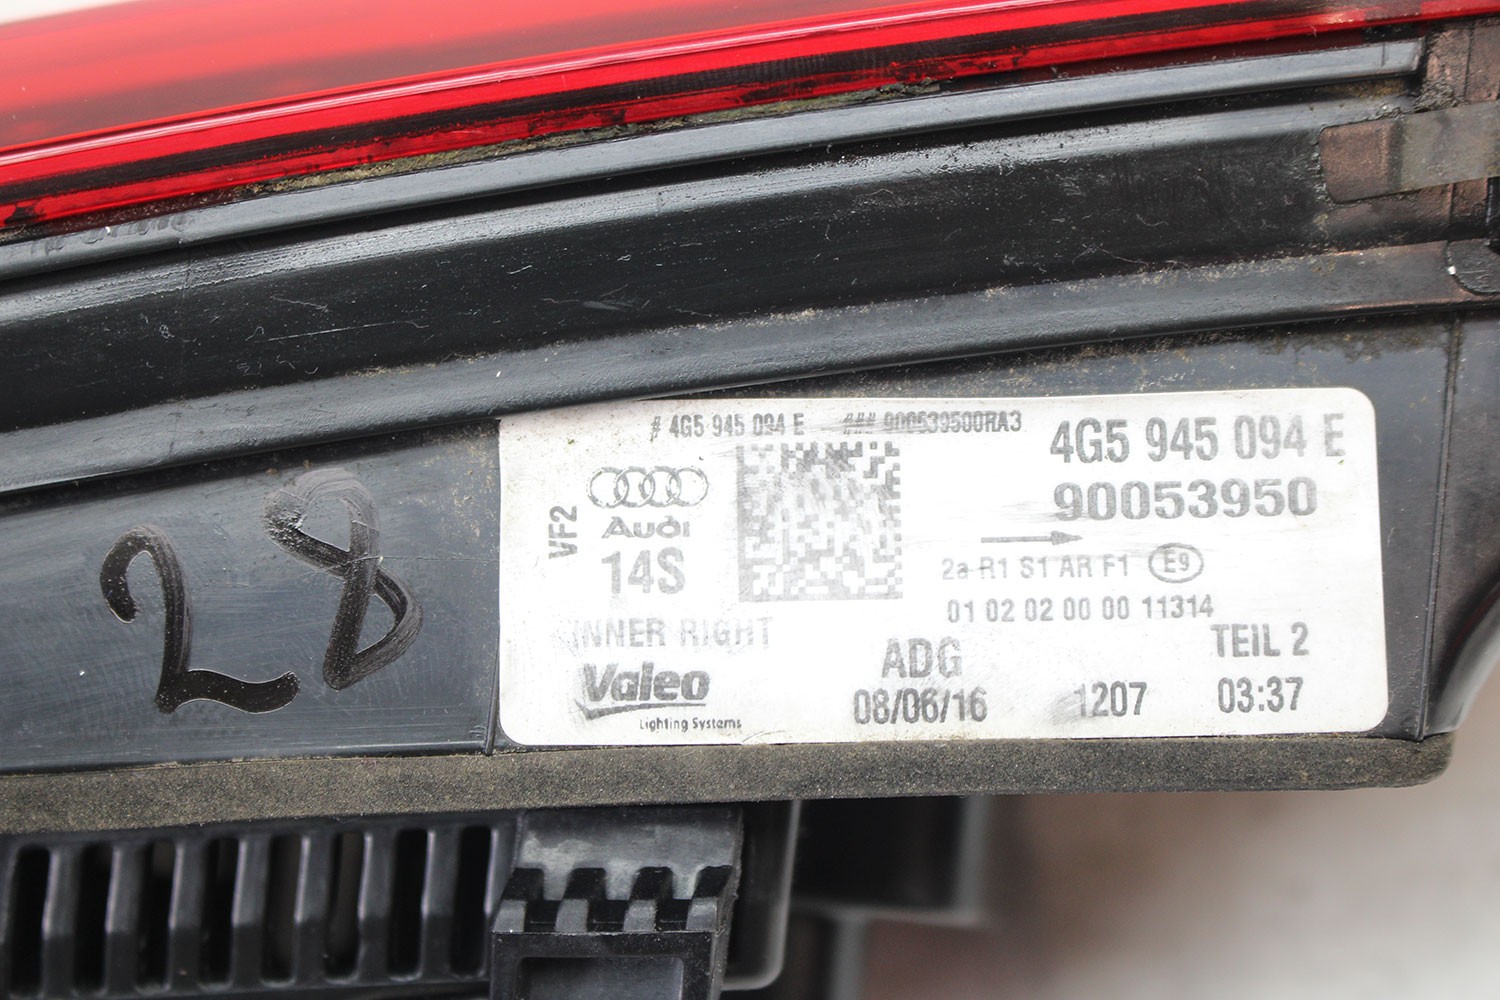 # 4G5 945 094 E ### 900539500RA3
4G5 945 094 E
90053950
VF2
Audi
14S
2a R1 S1 AR F1 E9
01 02 02 00 00 11314
INNER RIGHT
ADG
TEIL 2
Valeo
Lighting Systems
08/06/16 1207 03:37
28